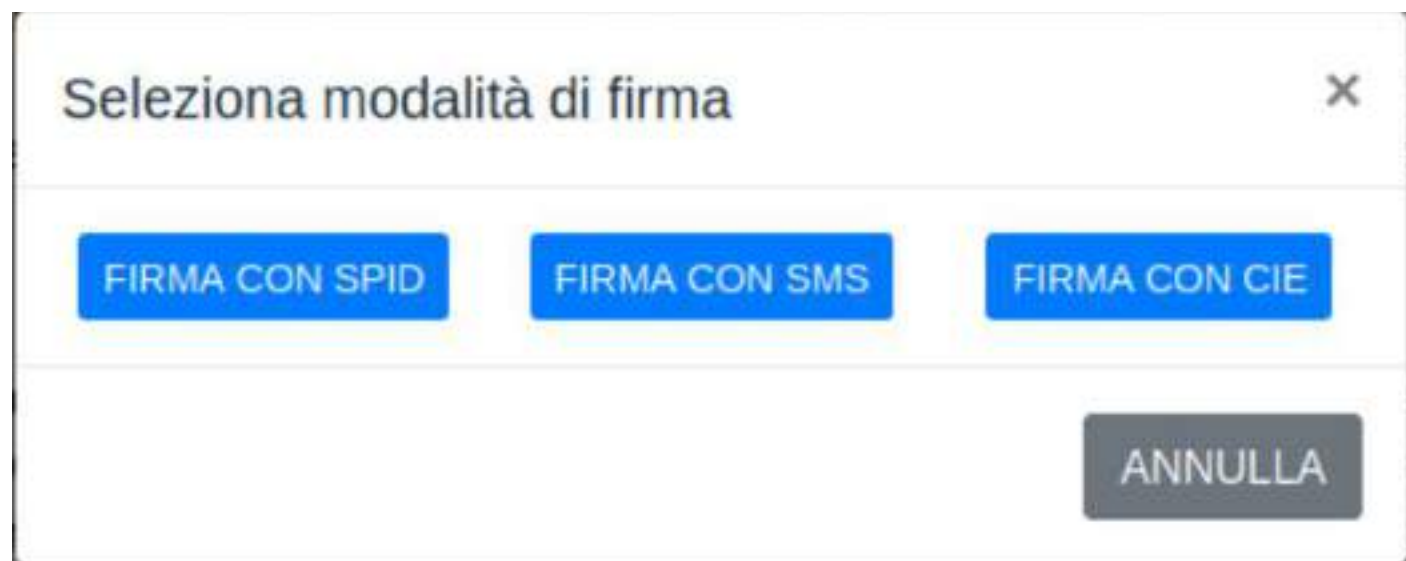 Seleziona modalità di firma
FIRMA CON SPID FIRMA CON SMS FIRMA CON CIE
ANNULLA